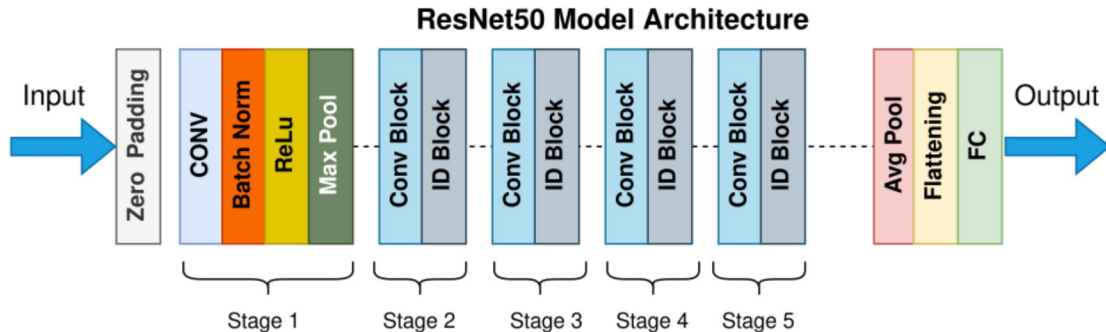 ResNet50 Model Architecture
Input
Zero Padding
CONV
Batch Norm
ReLu
Max Pool
Conv Block
ID Block
Conv Block
ID Block
Conv Block
ID Block
Conv Block
ID Block
Avg Pool
Flattening
FC
Output
Stage 1
Stage 2
Stage 3
Stage 4
Stage 5